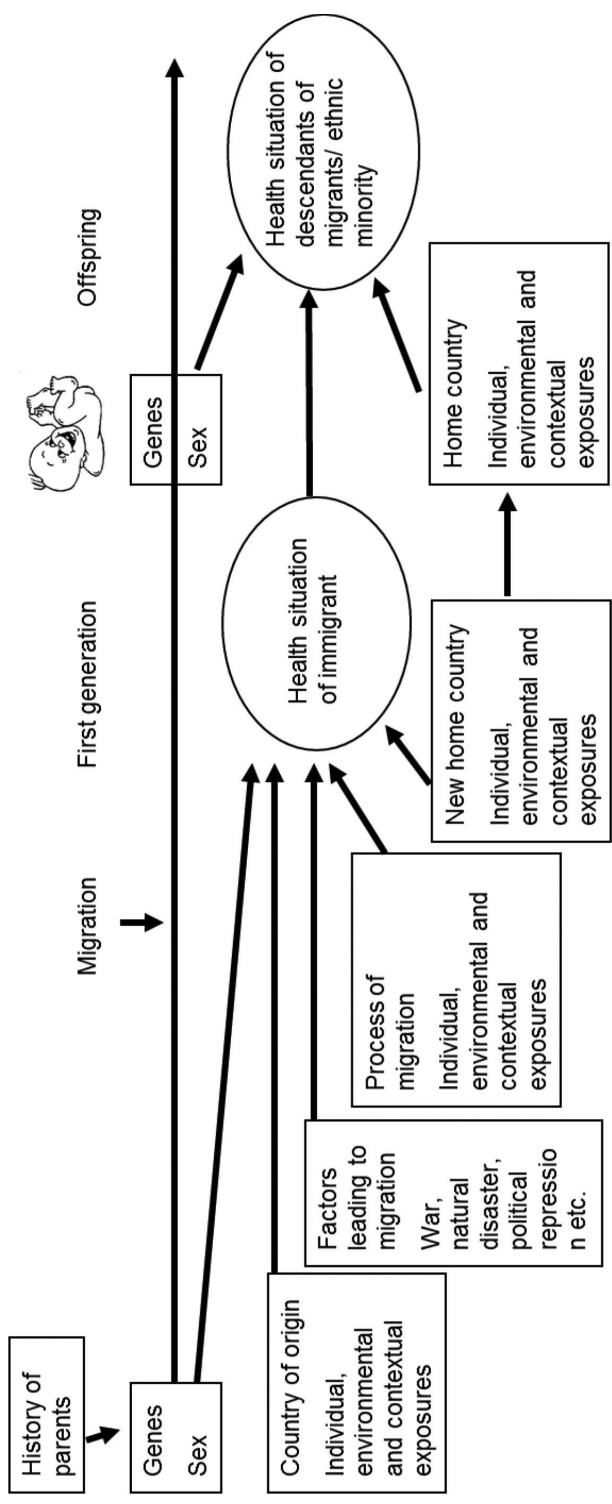 History of
parents
Genes
Sex
Country of origin
Individual,
environmental
and contextual
exposures
Factors
leading to
migration
War,
natural
disaster,
political
repressio
n etc.
Process of
migration
Individual,
environmental and
contextual
exposures
Migration
First generation
Health situation
of immigrant
New home country
Individual,
environmental and
contextual
exposures
Offspring
Genes
Sex
Health situation of
descendants of
migrants/ ethnic
minority
Home country
Individual,
environmental and
contextual
exposures